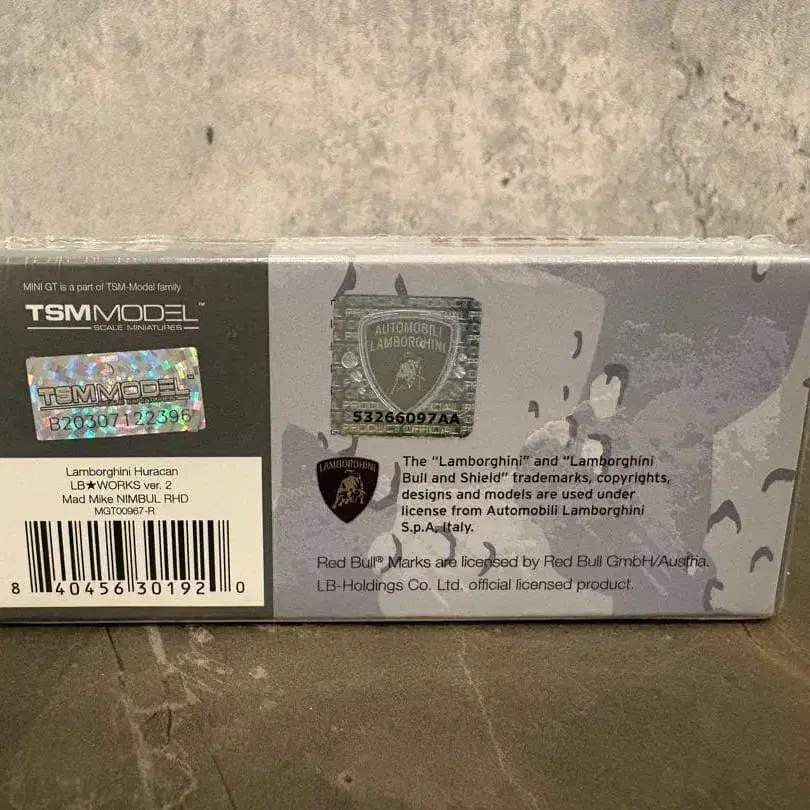 MINI GT is a part of TSM-Model family
TSMMODEL™
SCALE MINIATURES
TSMMODEL
B20307122396
Lamborghini Huracan
LB★WORKS ver. 2
Mad Mike NIMBUL RHD
MGT00967-R
8 40456 30192 0
AUTOMOBILI
LAMBORGHINI
53266097AA
LAMBORGHINI
The "Lamborghini" and "Lamborghini
Bull and Shield" trademarks, copyrights,
designs and models are used under
license from Automobili Lamborghini
S.p.A, Italy.
Red Bull® Marks are licensed by Red Bull GmbH/Austria.
LB-Holdings Co. Ltd. official licensed product.